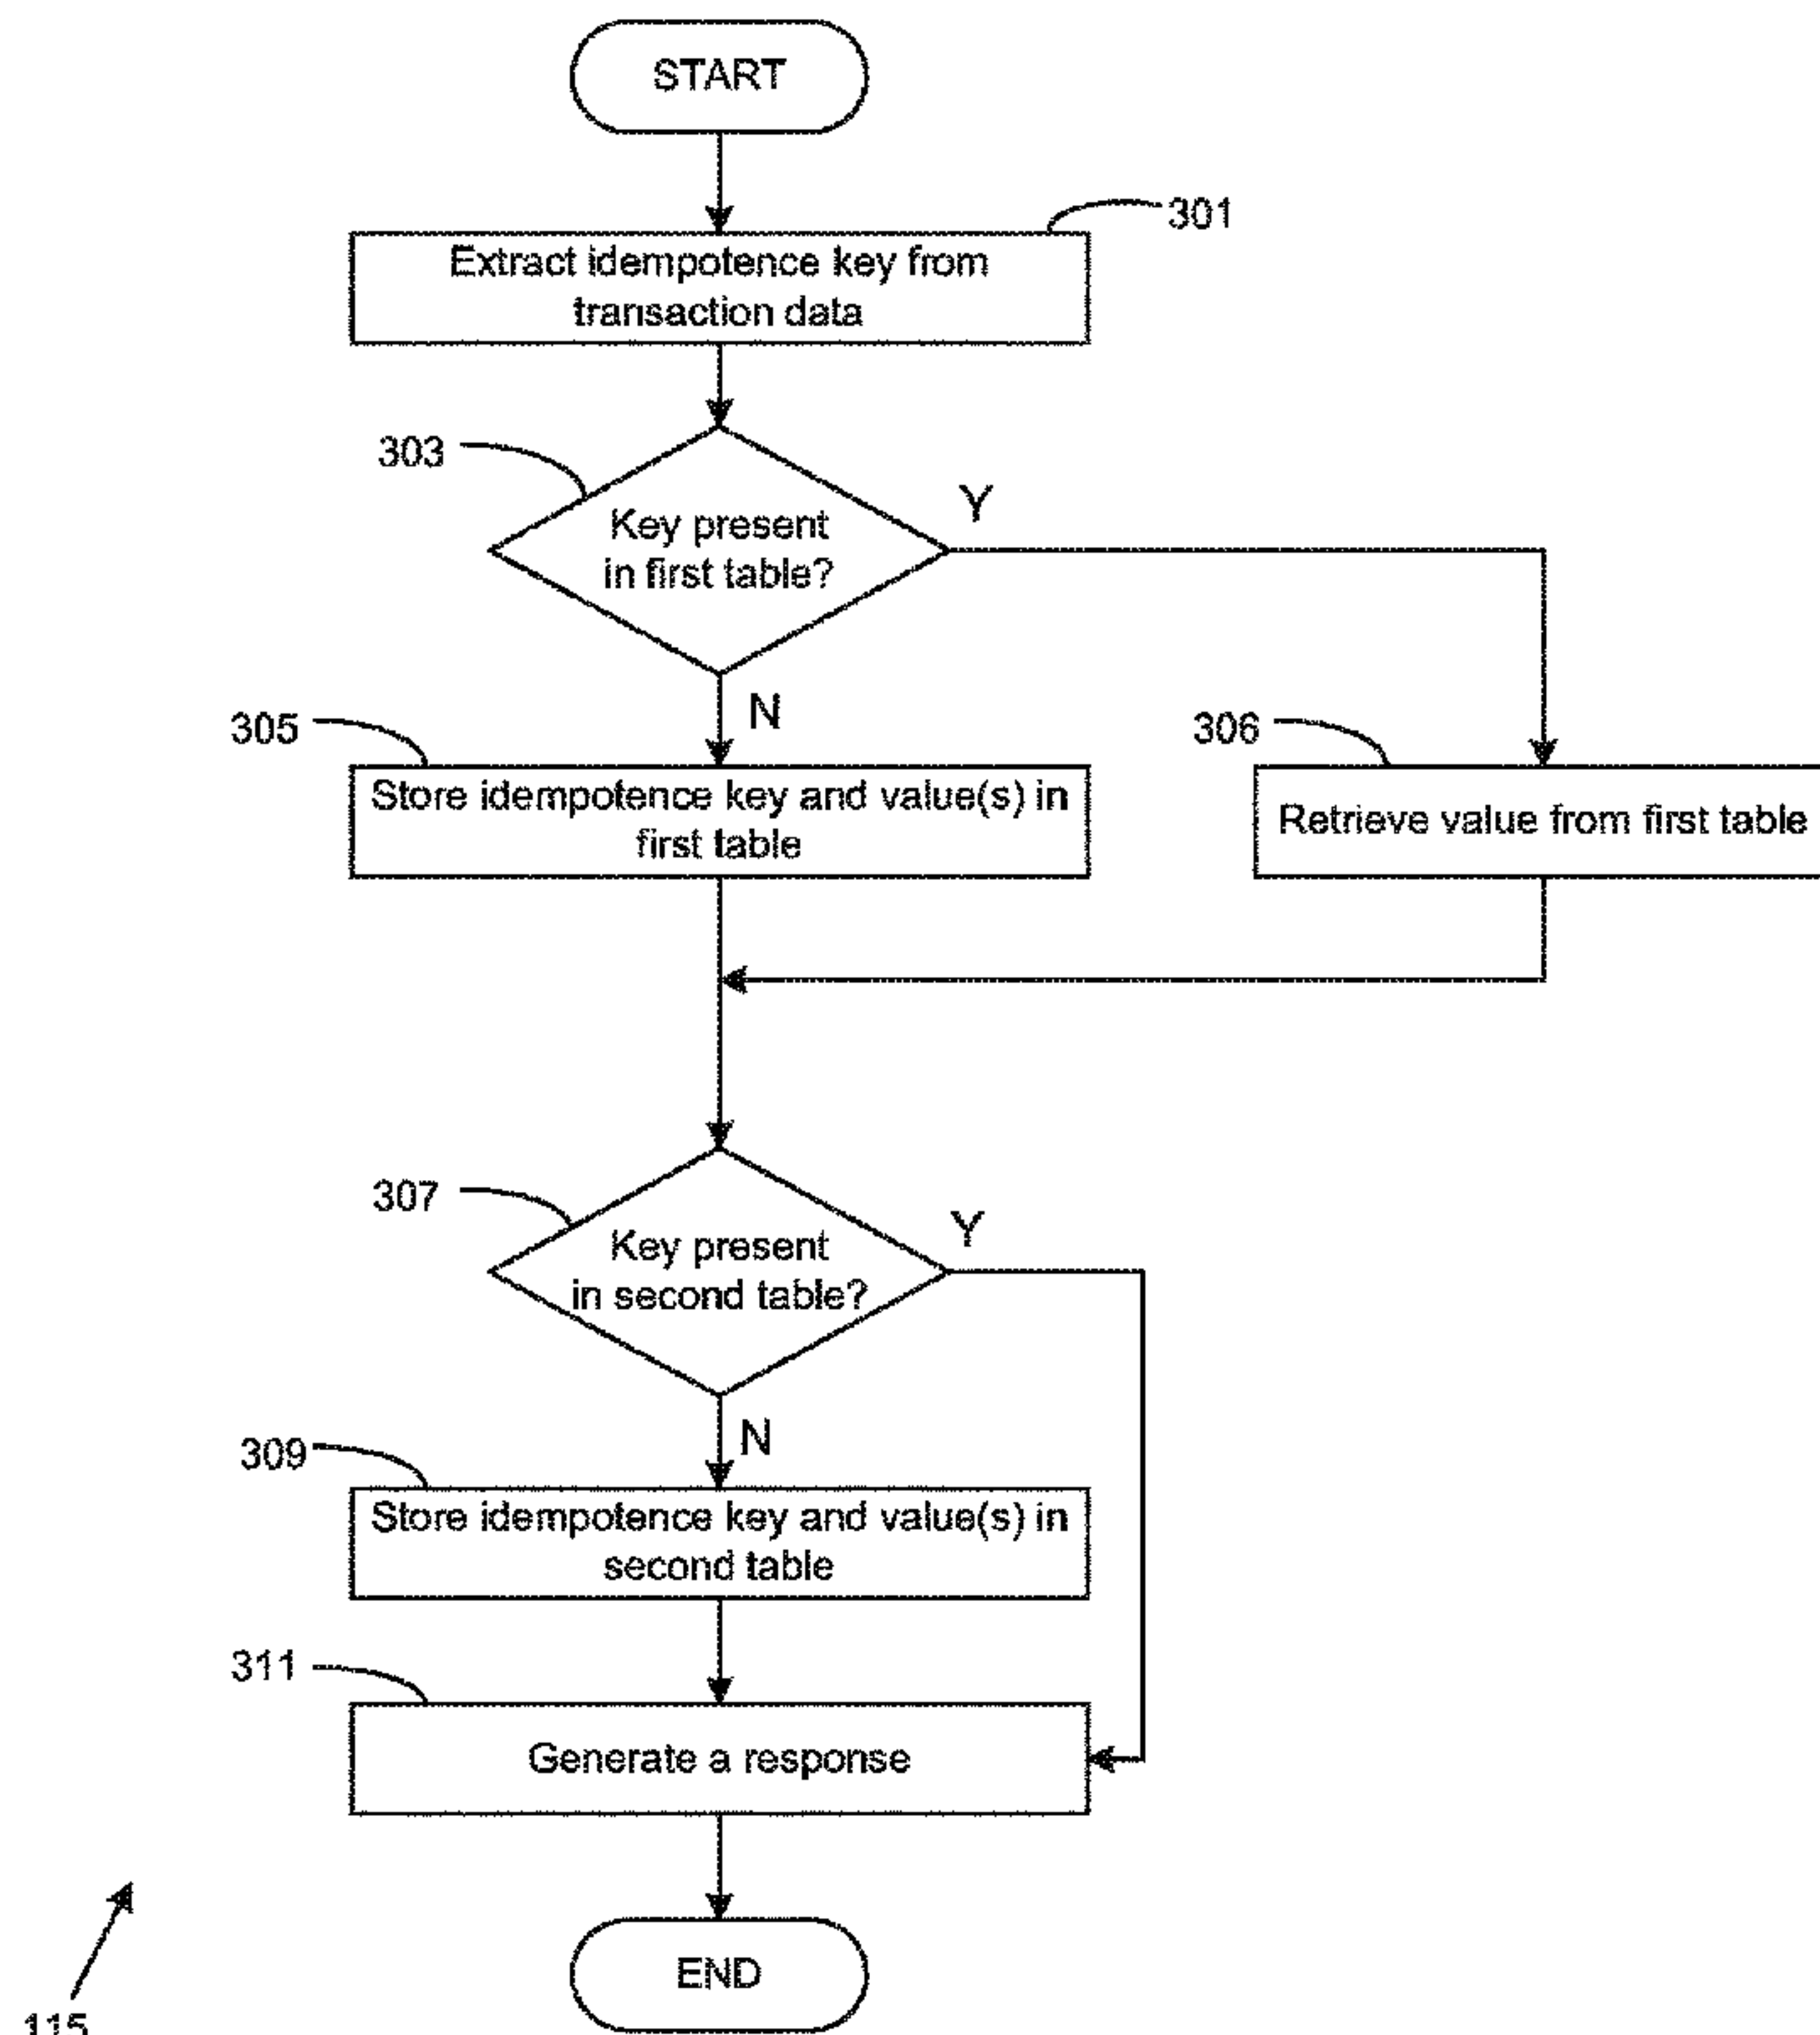 START
301
Extract idempotence key from
transaction data
303
Key present
in first table?
Y
N
305
Store idempotence key and value(s) in
first table
306
Retrieve value from first table
307
Key present
in second table?
Y
N
309
Store idempotence key and value(s) in
second table
311
Generate a response
END
115